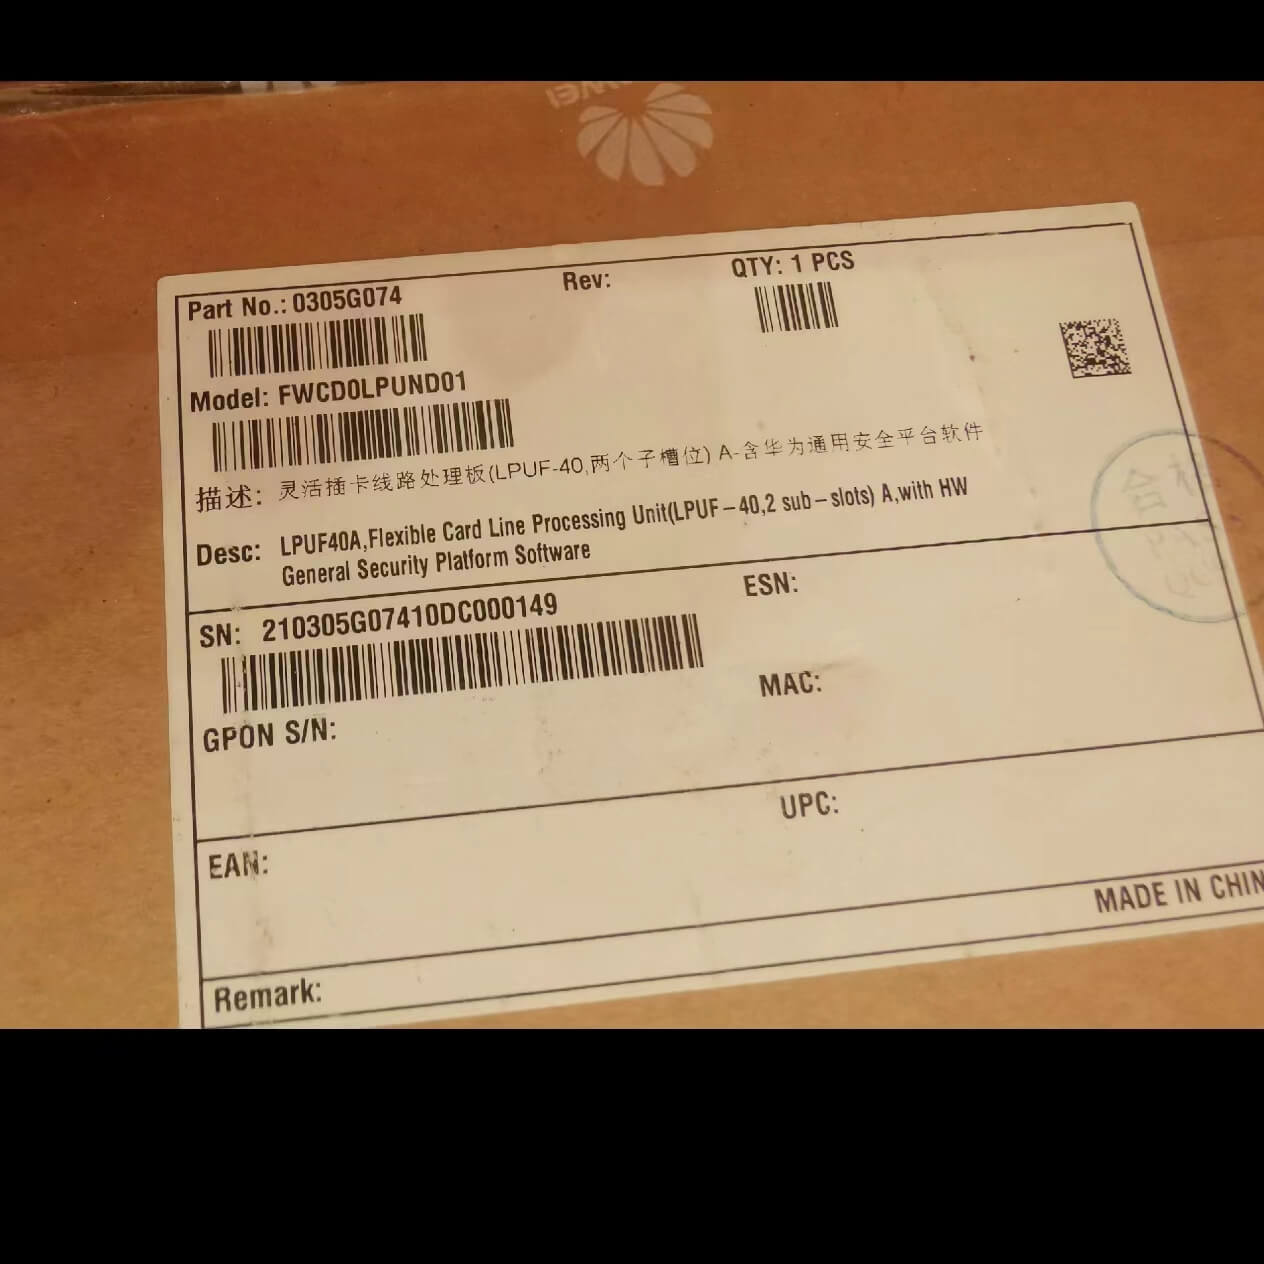 Part No.: 0305G074
Rev:
QTY: 1 PCS
Model: FWCD0LPUND01
描述: 灵活插卡线路处理板(LPUF-40,两个子槽位) A-含华为通用安全平台软件
Desc: LPUF40A,Flexible Card Line Processing Unit(LPUF-40,2 sub-slots) A,with HW
General Security Platform Software
SN: 210305G07410DC000149
ESN:
MAC:
GPON S/N:
UPC:
EAN:
MADE IN CHIN
Remark: